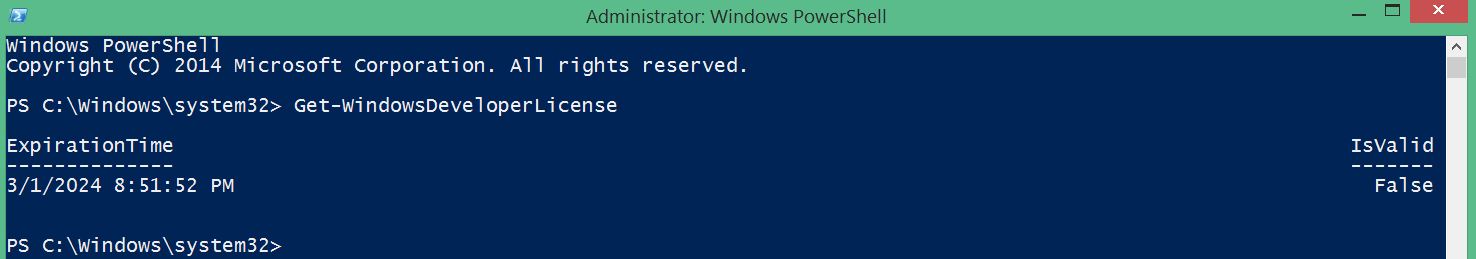 Administrator: Windows PowerShell
Windows PowerShell
Copyright (C) 2014 Microsoft Corporation. All rights reserved.
PS C:\Windows\system32> Get-WindowsDeveloperLicense
ExpirationTime IsValid
-------------- -------
3/1/2024 8:51:52 PM False
PS C:\Windows\system32>